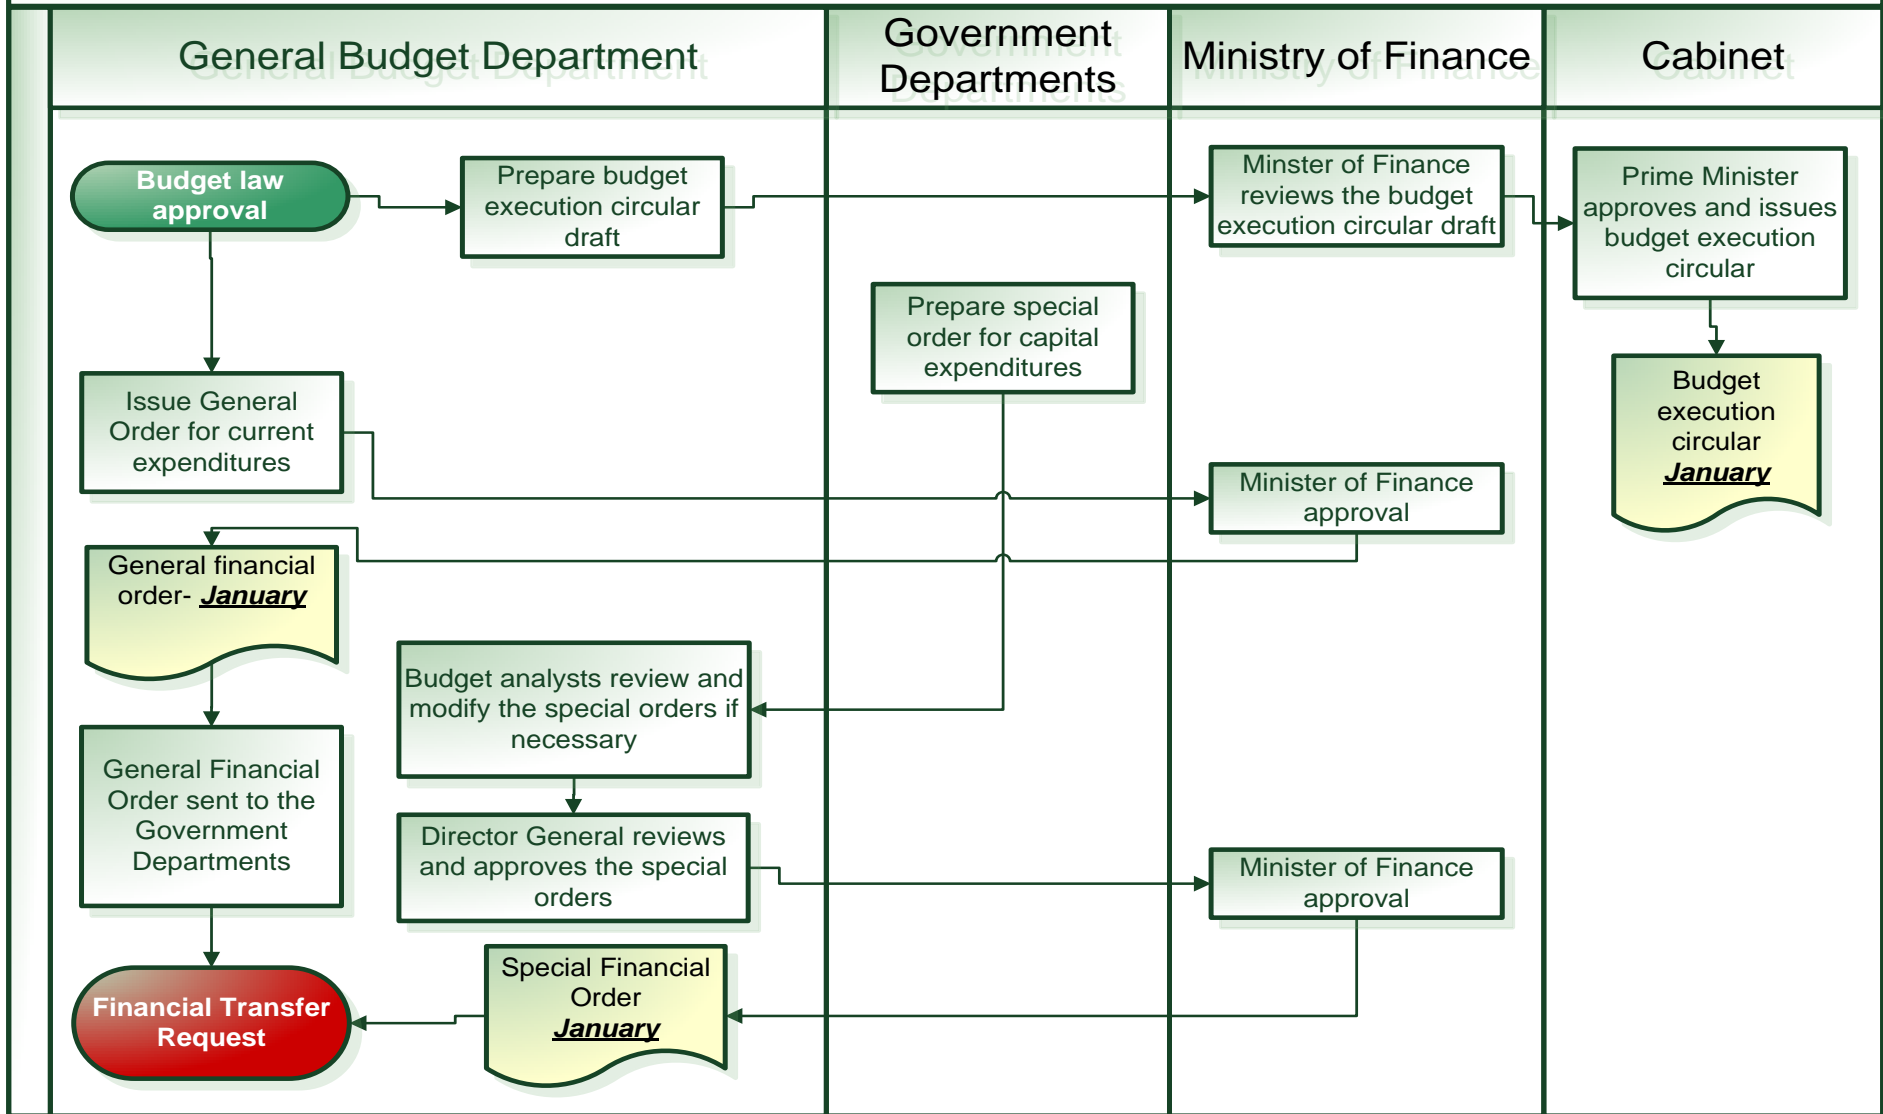 General Budget Department
Government
Departments
Ministry of Finance
Cabinet
Budget law
approval
Prepare budget
execution circular
draft
Minster of Finance
reviews the budget
execution circular draft
Prime Minister
approves and issues
budget execution
circular
Prepare special
order for capital
expenditures
Budget
execution
circular
January
Issue General
Order for current
expenditures
Minister of Finance
approval
General financial
order- January
Budget analysts review and
modify the special orders if
necessary
General Financial
Order sent to the
Government
Departments
Director General reviews
and approves the special
orders
Minister of Finance
approval
Special Financial
Order
January
Financial Transfer
Request